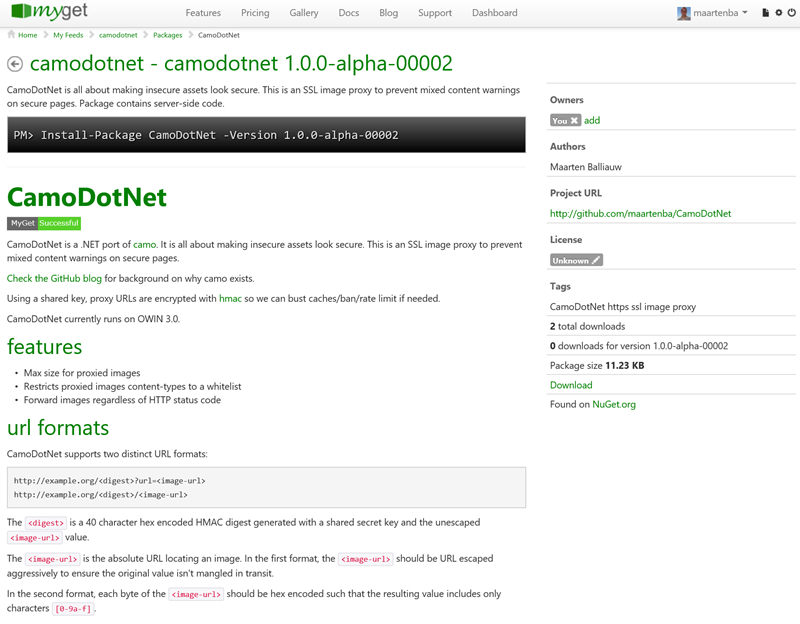 myget
Features Pricing Gallery Docs Blog Support Dashboard maartenba
Home My Feeds camodotnet Packages CamoDotNet
camodotnet - camodotnet 1.0.0-alpha-00002
CamoDotNet is all about making insecure assets look secure. This is an SSL image proxy to prevent mixed content warnings
on secure pages. Package contains server-side code.
PM> Install-Package CamoDotNet -Version 1.0.0-alpha-00002
CamoDotNet
MyGet Successful
CamoDotNet is a .NET port of camo. It is all about making insecure assets look secure. This is an SSL image proxy to prevent
mixed content warnings on secure pages.
Check the GitHub blog for background on why camo exists.
Using a shared key, proxy URLs are encrypted with hmac so we can bust caches/ban/rate limit if needed.
CamoDotNet currently runs on OWIN 3.0.
features
• Max size for proxied images
• Restricts proxied images content-types to a whitelist
• Forward images regardless of HTTP status code
url formats
CamoDotNet supports two distinct URL formats:
http://example.org/<digest>?url=<image-url>
http://example.org/<digest>/<image-url>
The <digest> is a 40 character hex encoded HMAC digest generated with a shared secret key and the unescaped
<image-url> value.
The <image-url> is the absolute URL locating an image. In the first format, the <image-url> should be URL escaped
aggressively to ensure the original value isn't mangled in transit.
In the second format, each byte of the <image-url> should be hex encoded such that the resulting value includes only
characters [0-9a-f].
Owners
You add
Authors
Maarten Balliauw
Project URL
http://github.com/maartenba/CamoDotNet
License
Unknown
Tags
CamoDotNet https ssl image proxy
2 total downloads
0 downloads for version 1.0.0-alpha-00002
Package size 11.23 KB
Download
Found on NuGet.org